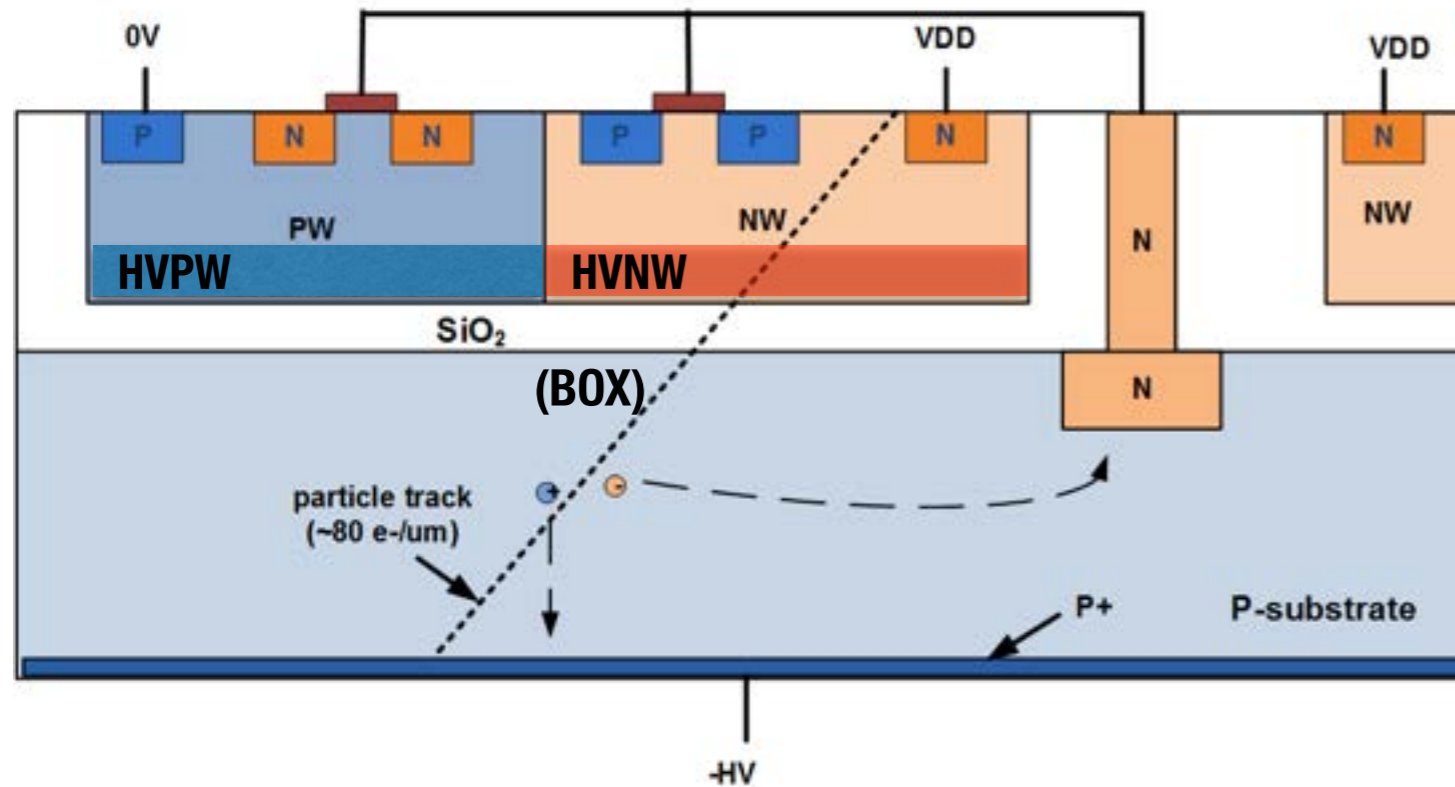 0V
VDD
VDD
P
N
N
P
P
N
N
PW
NW
N
NW
HVPW
HVNW
SiO₂
(BOX)
N
+
-
particle track
(~80 e-/um)
P+
P-substrate
-HV